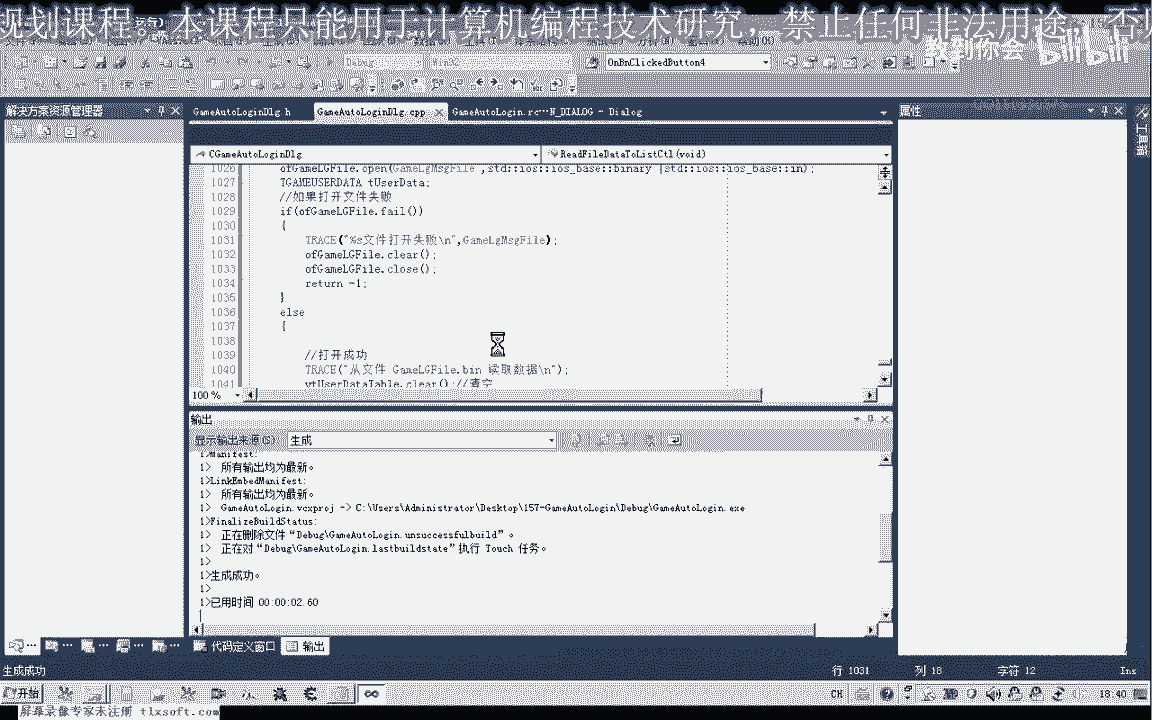 规划课程。本课程只能用于计算机编程技术研究，禁止任何非法用途，否则
教到你会 bilibili
Debug
Win32
OnBnClickedButton4
解决方案资源管理器
GameAutoLoginDlg.h
GameAutoLoginDlg.cpp
GameAutoLogin.rc…N_DIALOG - Dialog
属性
工具箱
CGameAutoLoginDlg
ReadFileDataToListCtl(void)
1026 ofGameLGFile.open(GameLgMsgFile ,std::ios::ios_base::binary |std::ios::ios_base::in);
1027 TGAMEUSERDATA tUserData;
1028 //如果打开文件失败
1029 if(ofGameLGFile.fail())
1030 {
1031 TRACE("%s文件打开失败\n",GameLgMsgFile);
1032 ofGameLGFile.clear();
1033 ofGameLGFile.close();
1034 return -1;
1035 }
1036 else
1037 {
1038
1039 //打开成功
1040 TRACE("从文件 GameLGFile.bin 读取数据\n");
1041 vtUserDataTable.clear();//清空
100 %
输出
显示输出来源(S): 生成
1>Manifest:
1> 所有输出均为最新。
1>LinkEmbedManifest:
1> 所有输出均为最新。
1> GameAutoLogin.vcxproj -> C:\Users\Administrator\Desktop\157-GameAutoLogin\Debug\GameAutoLogin.exe
1>FinalizeBuildStatus:
1> 正在删除文件“Debug\GameAutoLogin.unsuccessfulbuild”。
1> 正在对“Debug\GameAutoLogin.lastbuildstate”执行 Touch 任务。
1>
1>生成成功。
1>
1>已用时间 00:00:02.60
代码定义窗口
输出
生成成功
行 1031
列 18
字符 12
Ins
开始
CH
18:40
屏幕录像专家未注册 tlxsoft.com